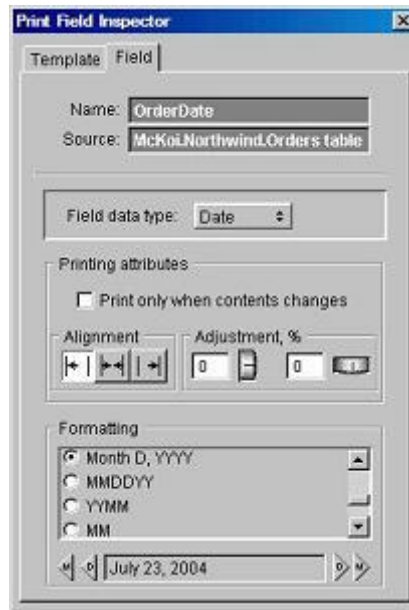 Print Field Inspector
Template Field
Name: OrderDate
Source: McKoi.Northwind.Orders table
Field data type: Date
Printing attributes
Print only when contents changes
Alignment Adjustment, %
0 0
Formatting
Month D, YYYY
MMDDYY
YYMM
MM
M D July 23, 2004 D M